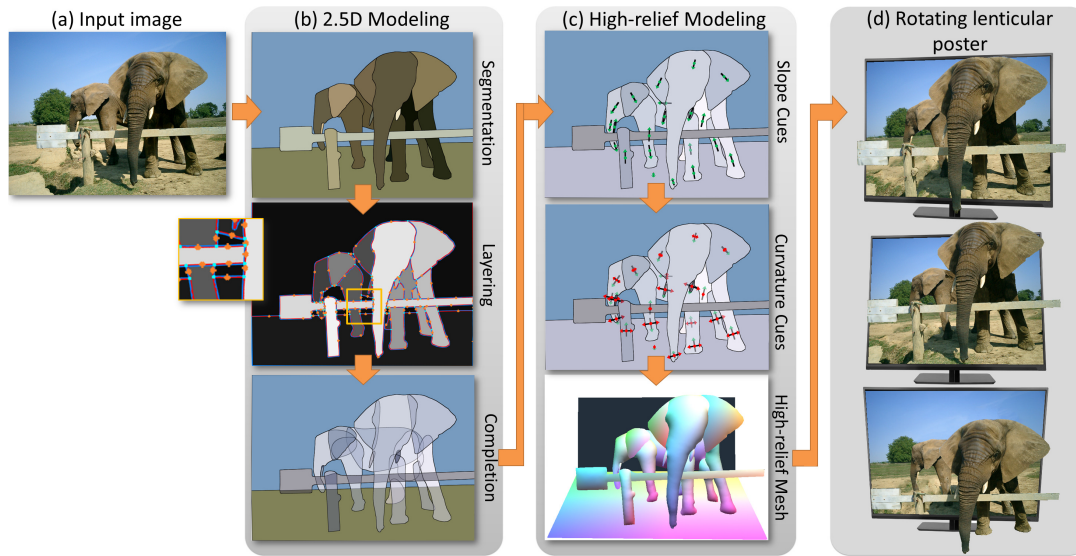 (a) Input image
(b) 2.5D Modeling
Segmentation
Layering
Completion
(c) High-relief Modeling
Slope Cues
Curvature Cues
High-relief Mesh
(d) Rotating lenticular
poster